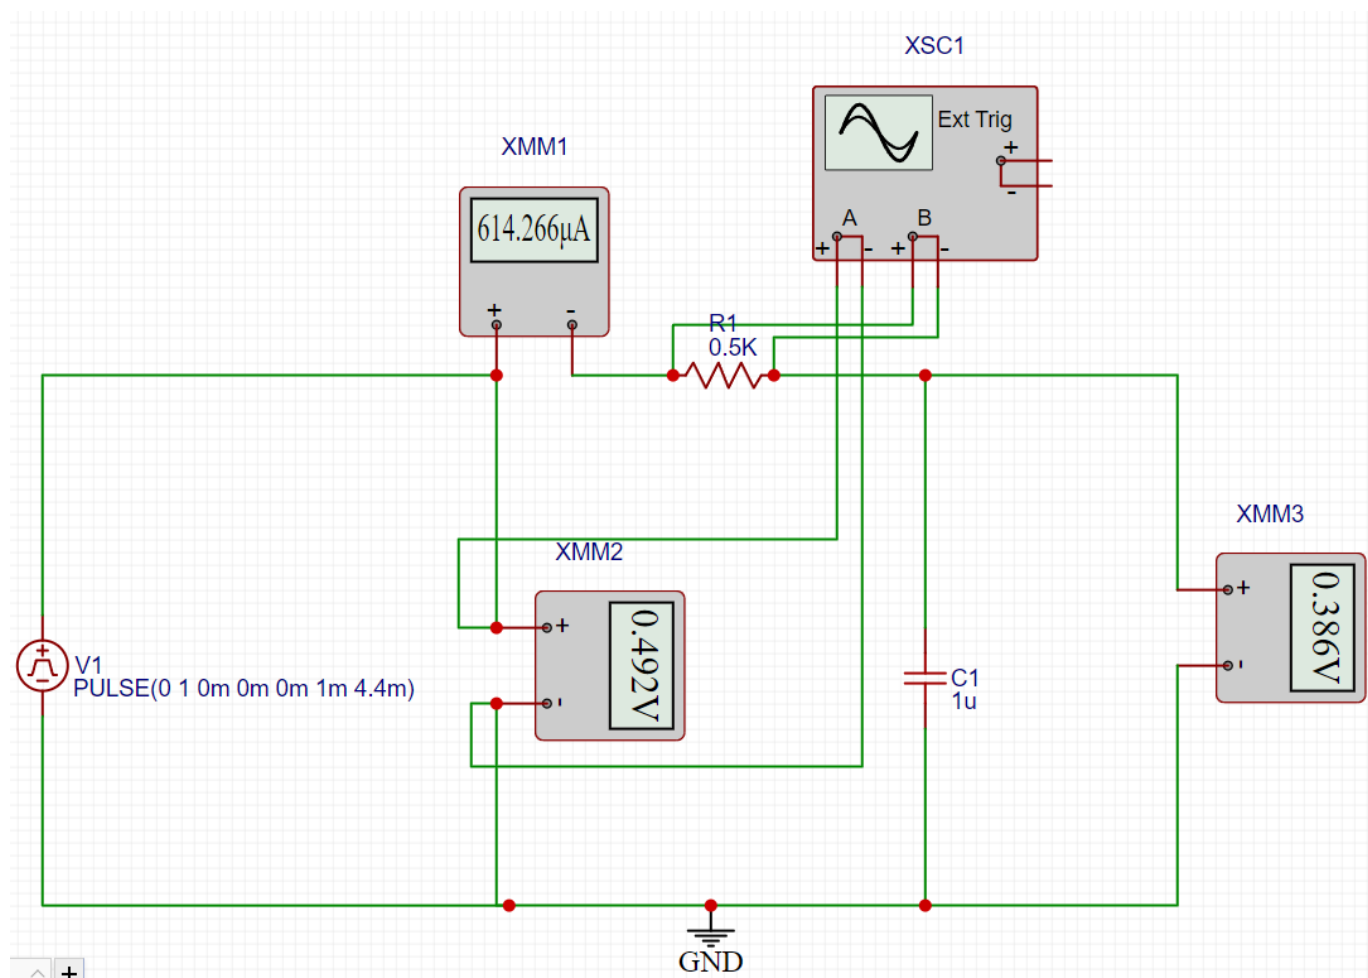 XSC1
Ext Trig
+
-
A
B
+
-
+
-
XMM1
614.266µA
+
-
R1
0.5K
XMM2
+
-
0.492V
XMM3
+
-
0.386V
+
V1
PULSE(0 1 0m 0m 0m 1m 4.4m)
C1
1u
GND
+